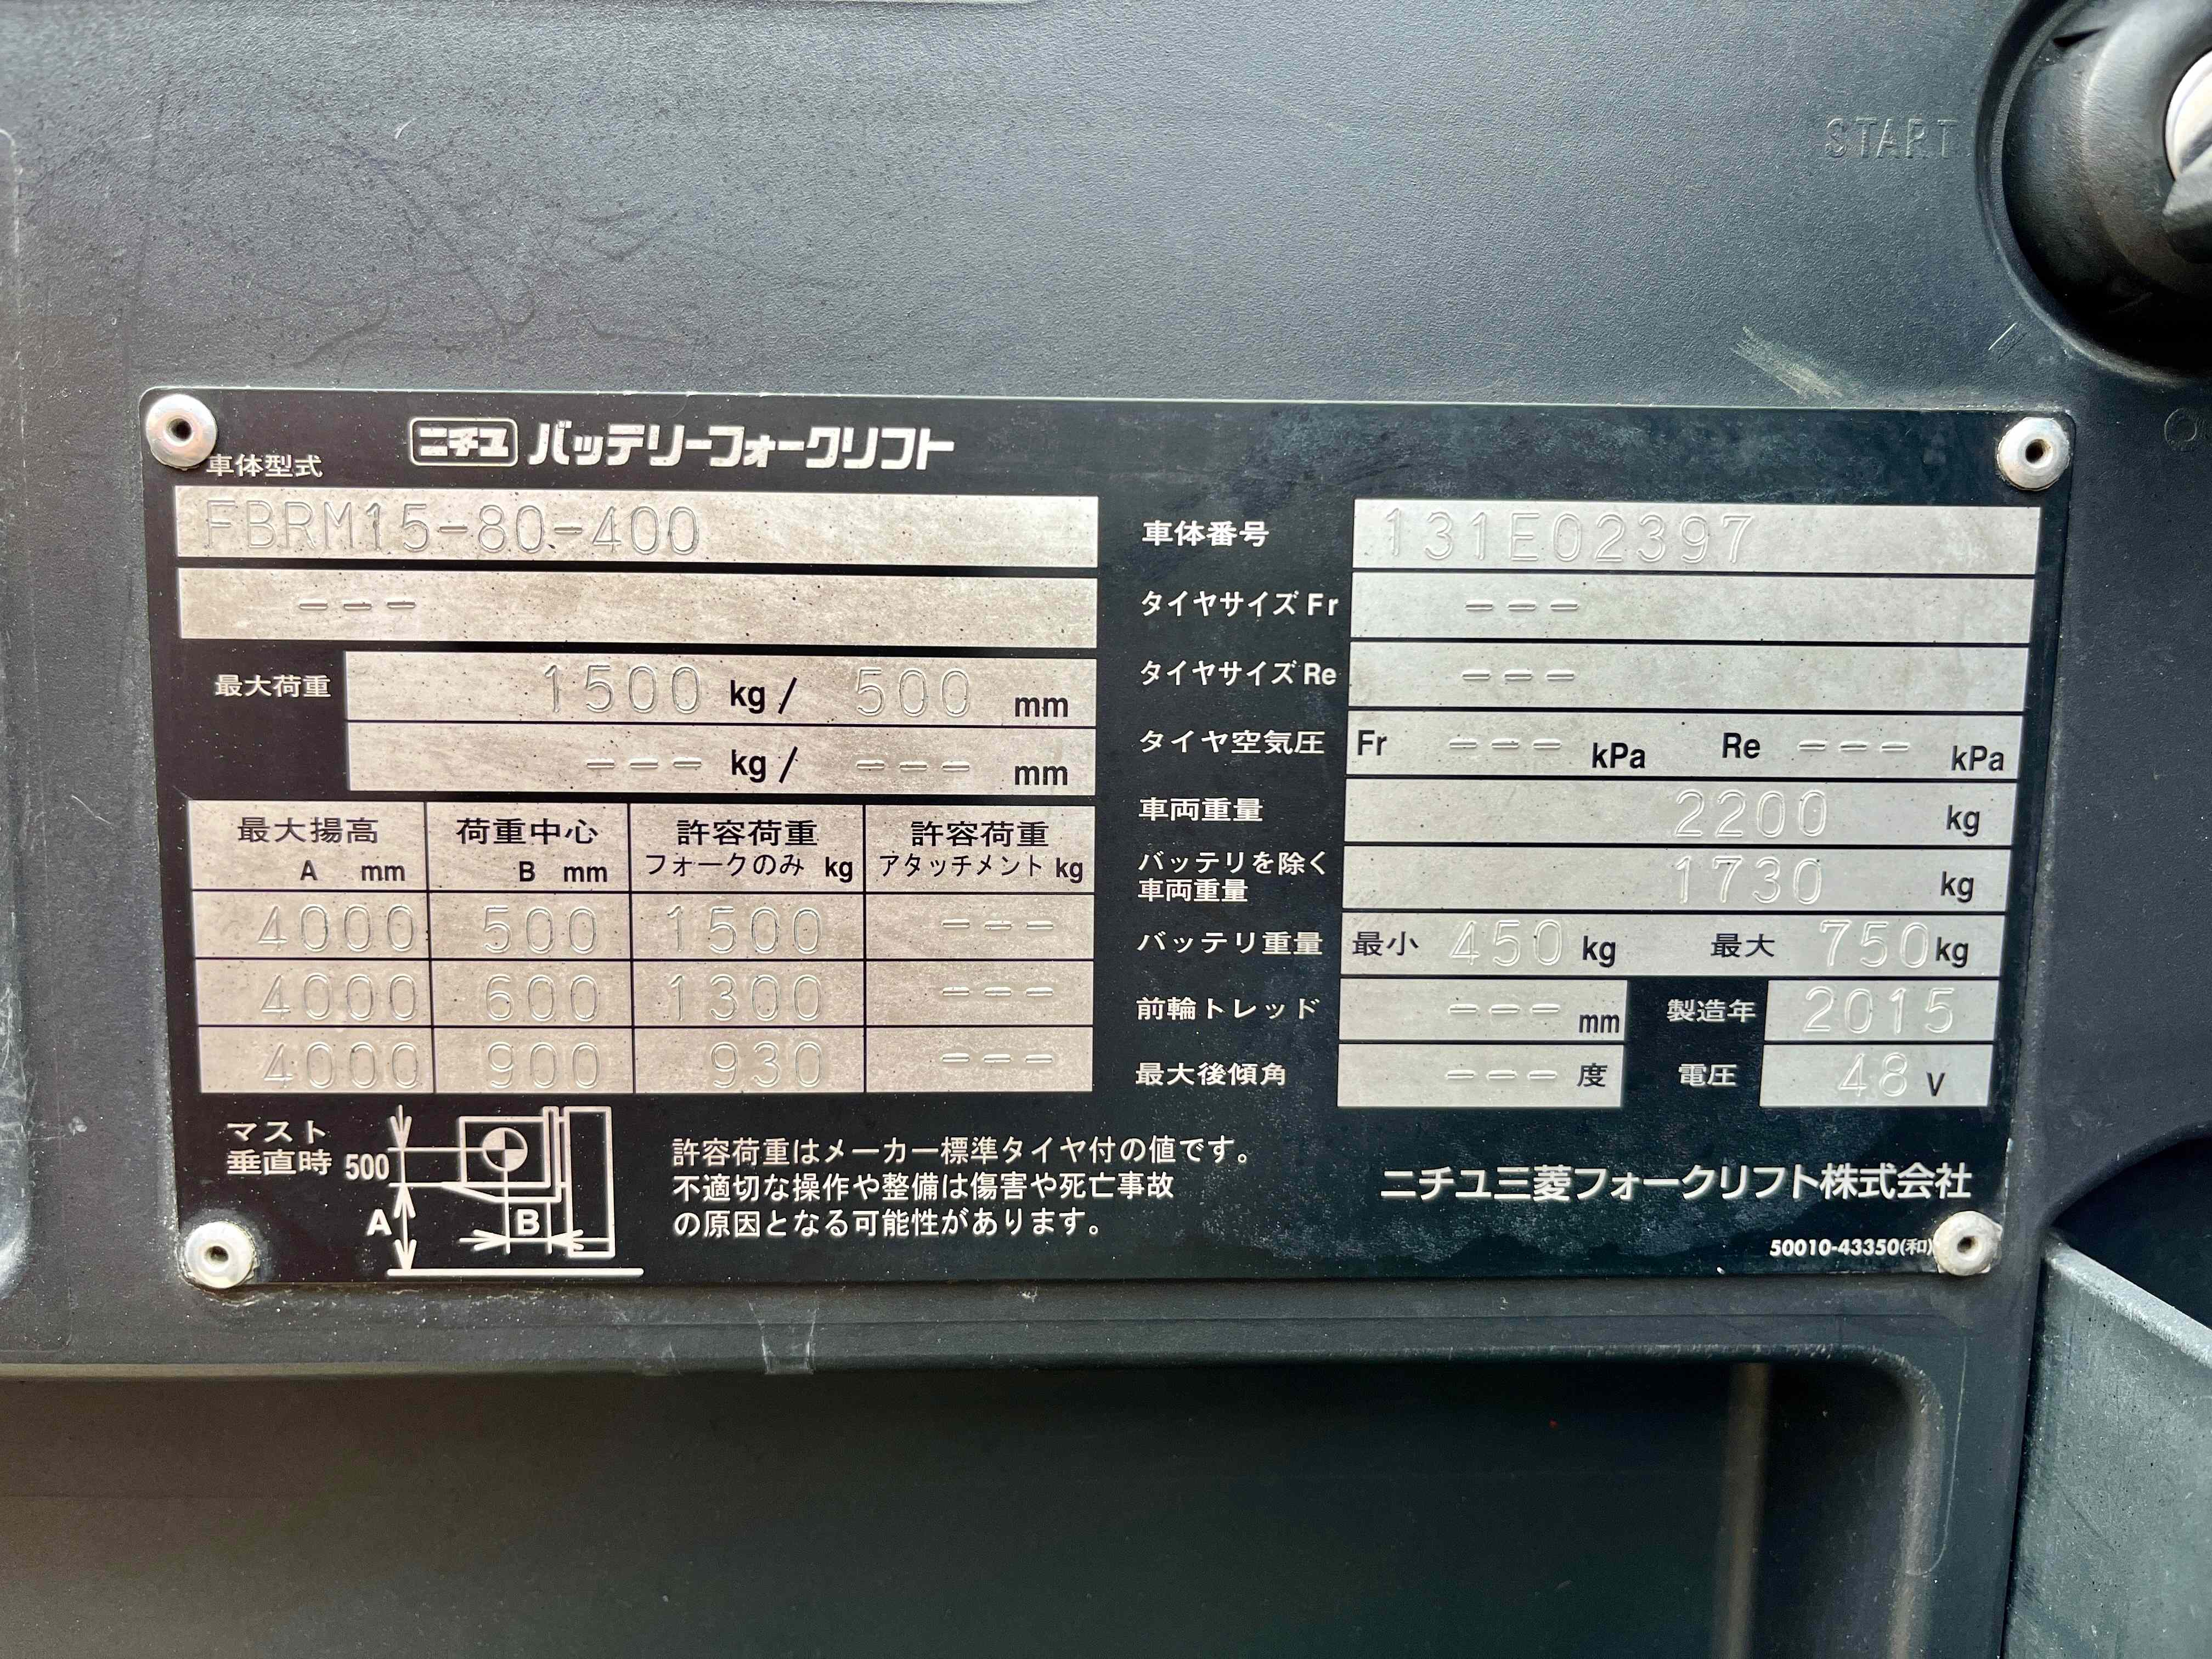 START
ニチユ バッテリーフォークリフト
車体型式
FBRM15-80-400
---
最大荷重 1500 kg/ 500 mm
--- kg/ --- mm
最大揚高 A mm 荷重中心 B mm 許容荷重 フォークのみ kg 許容荷重 アタッチメント kg
4000 500 1500 ---
4000 600 1300 ---
4000 900 930 ---
マスト
垂直時 500
A
B
許容荷重はメーカー標準タイヤ付の値です。
不適切な操作や整備は傷害や死亡事故
の原因となる可能性があります。
車体番号 131E02397
タイヤサイズ Fr ---
タイヤサイズ Re ---
タイヤ空気圧 Fr --- kPa Re --- kPa
車両重量 2200 kg
バッテリを除く
車両重量 1730 kg
バッテリ重量 最小 450 kg 最大 750 kg
前輪トレッド --- mm 製造年 2015
最大後傾角 --- 度 電圧 48 V
ニチユ三菱フォークリフト株式会社
50010-43350(和)